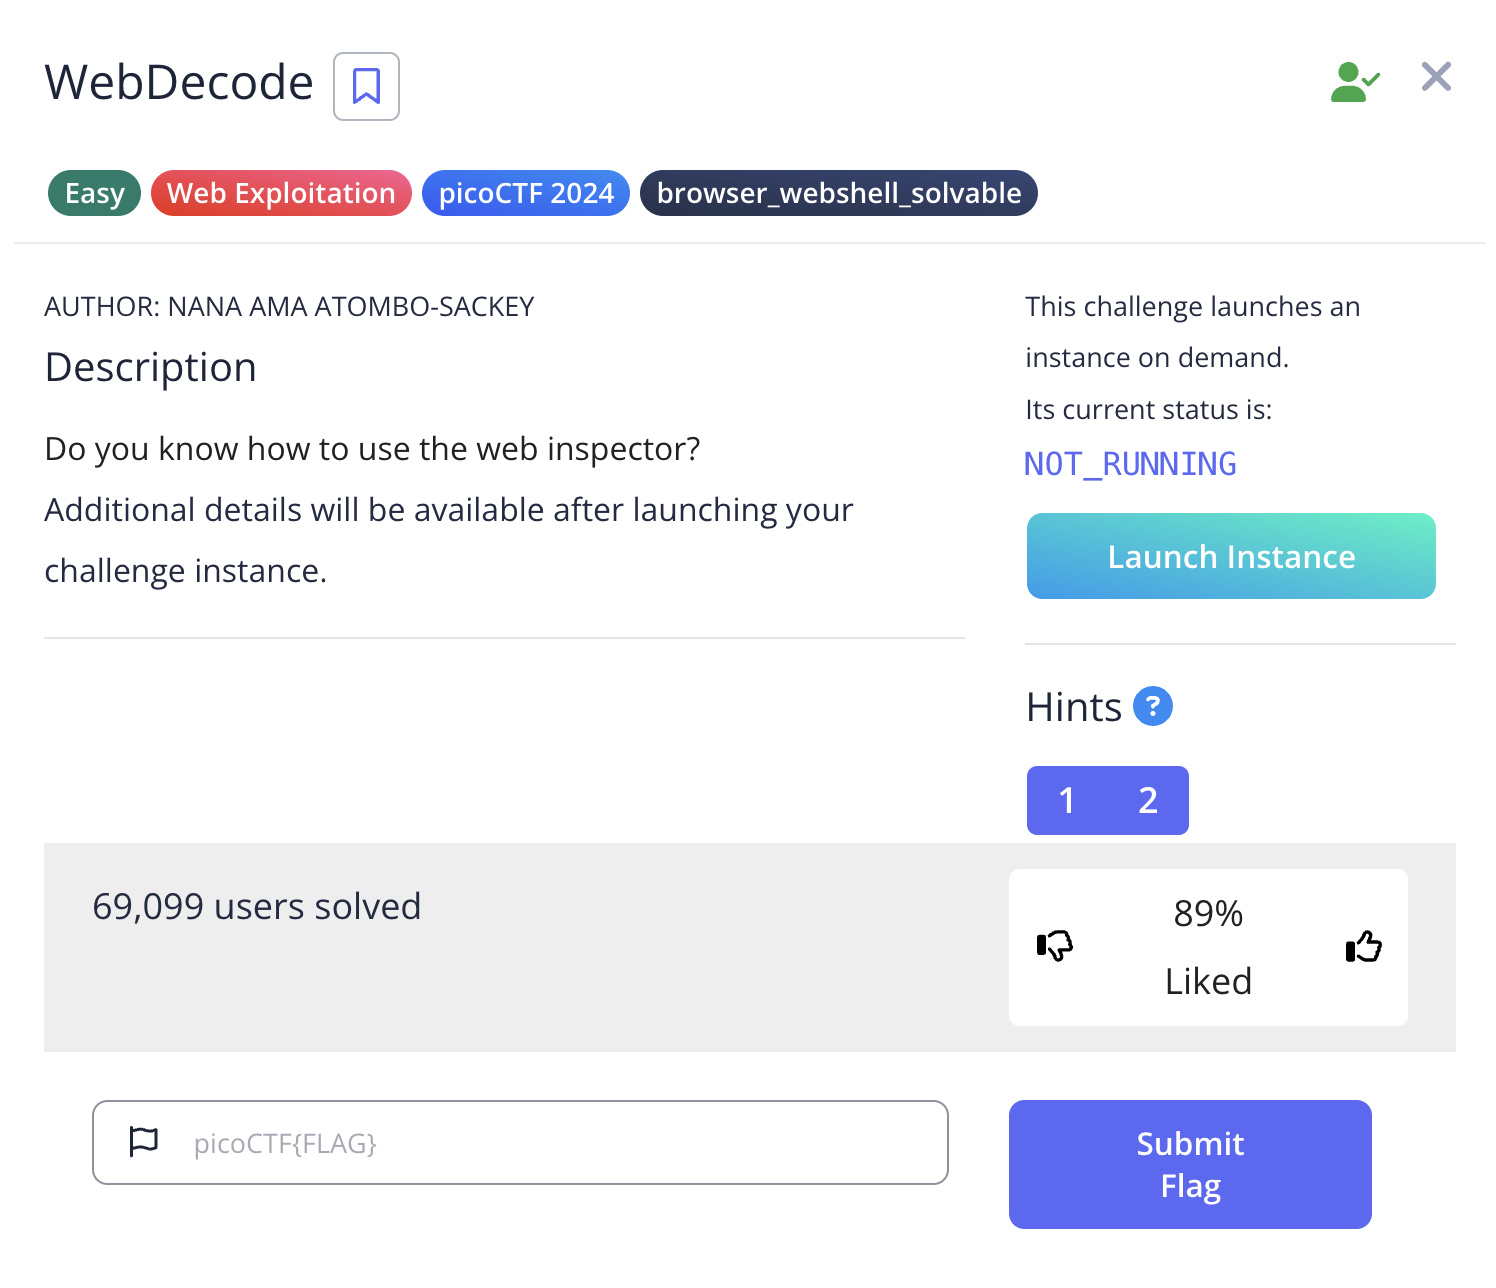 WebDecode
Easy Web Exploitation picoCTF 2024 browser_webshell_solvable
AUTHOR: NANA AMA ATOMBO-SACKEY
Description
Do you know how to use the web inspector?
Additional details will be available after launching your
challenge instance.
This challenge launches an
instance on demand.
Its current status is:
NOT_RUNNING
Launch Instance
Hints ?
1 2
69,099 users solved
89%
Liked
picoCTF{FLAG}
Submit
Flag